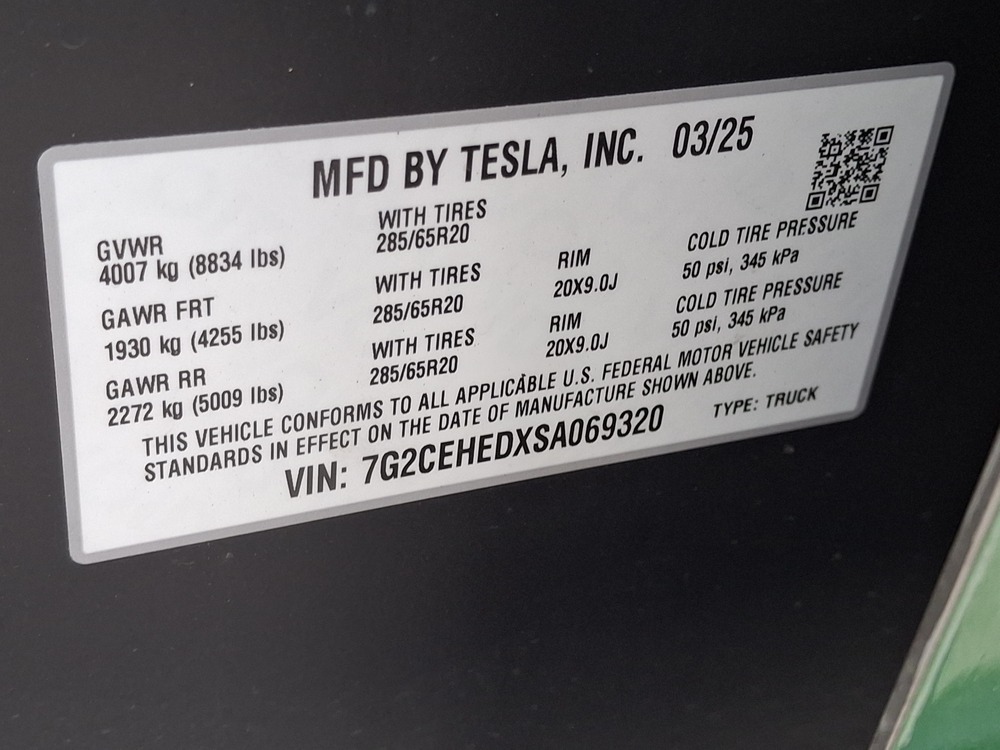 MFD BY TESLA, INC. 03/25
GVWR
4007 kg (8834 lbs)
WITH TIRES
285/65R20
GAWR FRT
1930 kg (4255 lbs)
WITH TIRES
285/65R20
RIM
20X9.0J
COLD TIRE PRESSURE
50 psi, 345 kPa
GAWR RR
2272 kg (5009 lbs)
WITH TIRES
285/65R20
RIM
20X9.0J
COLD TIRE PRESSURE
50 psi, 345 kPa
THIS VEHICLE CONFORMS TO ALL APPLICABLE U.S. FEDERAL MOTOR VEHICLE SAFETY
STANDARDS IN EFFECT ON THE DATE OF MANUFACTURE SHOWN ABOVE.
VIN: 7G2CEHEDXSA069320
TYPE: TRUCK